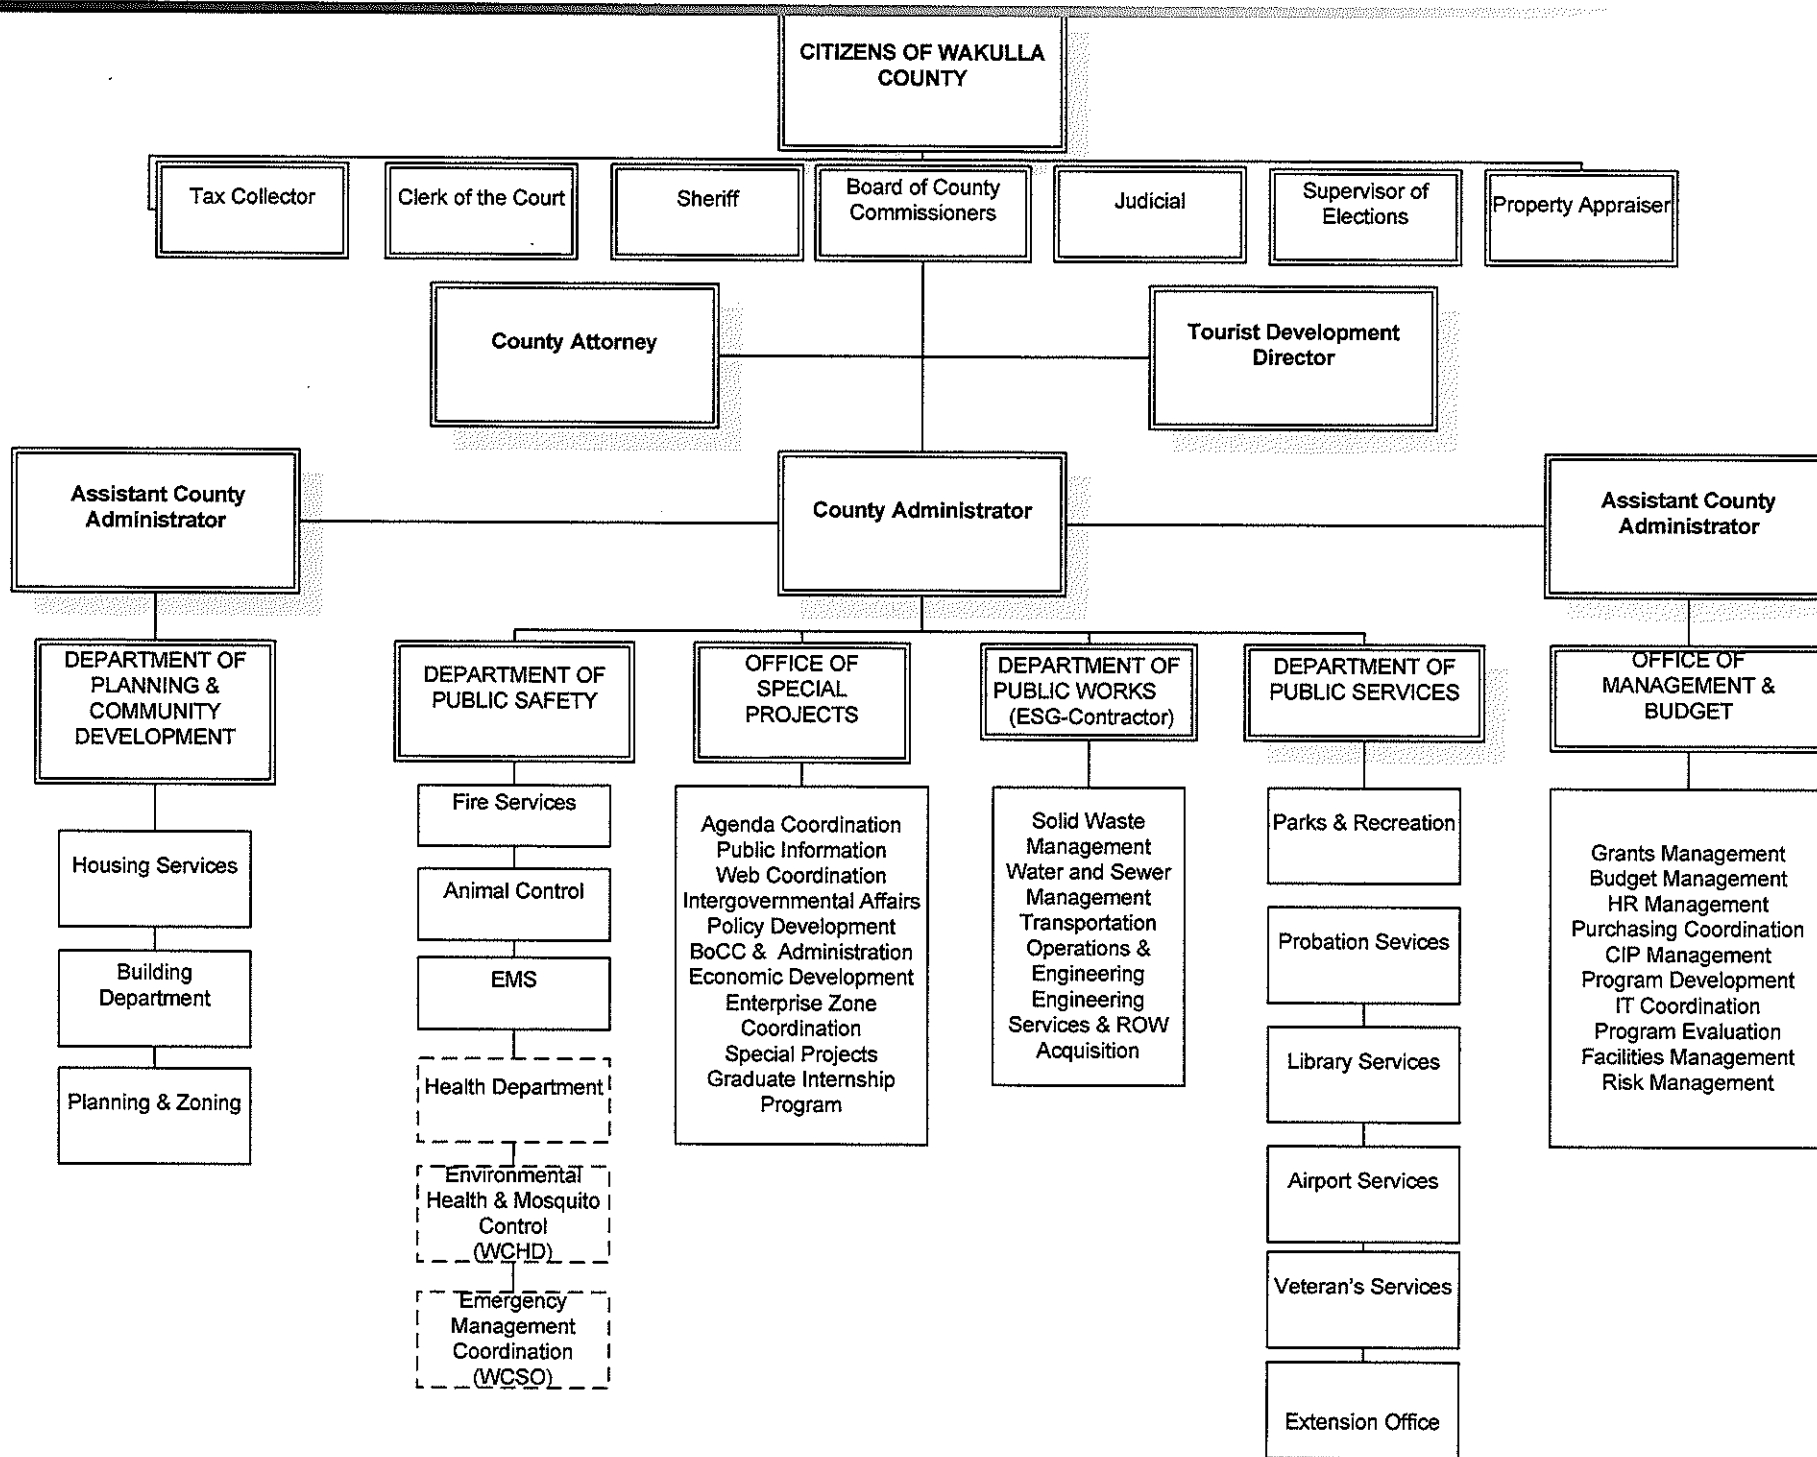 CITIZENS OF WAKULLA
COUNTY
Tax Collector
Clerk of the Court
Sheriff
Board of County
Commissioners
Judicial
Supervisor of
Elections
Property Appraiser
County Attorney
Tourist Development
Director
Assistant County
Administrator
County Administrator
Assistant County
Administrator
DEPARTMENT OF
PLANNING &
COMMUNITY
DEVELOPMENT
Housing Services
Building
Department
Planning & Zoning
DEPARTMENT OF
PUBLIC SAFETY
Fire Services
Animal Control
EMS
Health Department
Environmental
Health & Mosquito
Control
(WCHD)
Emergency
Management
Coordination
(WCSO)
OFFICE OF
SPECIAL
PROJECTS
Agenda Coordination
Public Information
Web Coordination
Intergovernmental Affairs
Policy Development
BoCC & Administration
Economic Development
Enterprise Zone
Coordination
Special Projects
Graduate Internship
Program
DEPARTMENT OF
PUBLIC WORKS
(ESG-Contractor)
Solid Waste
Management
Water and Sewer
Management
Transportation
Operations &
Engineering
Engineering
Services & ROW
Acquisition
DEPARTMENT OF
PUBLIC SERVICES
Parks & Recreation
Probation Sevices
Library Services
Airport Services
Veteran's Services
Extension Office
OFFICE OF
MANAGEMENT &
BUDGET
Grants Management
Budget Management
HR Management
Purchasing Coordination
CIP Management
Program Development
IT Coordination
Program Evaluation
Facilities Management
Risk Management